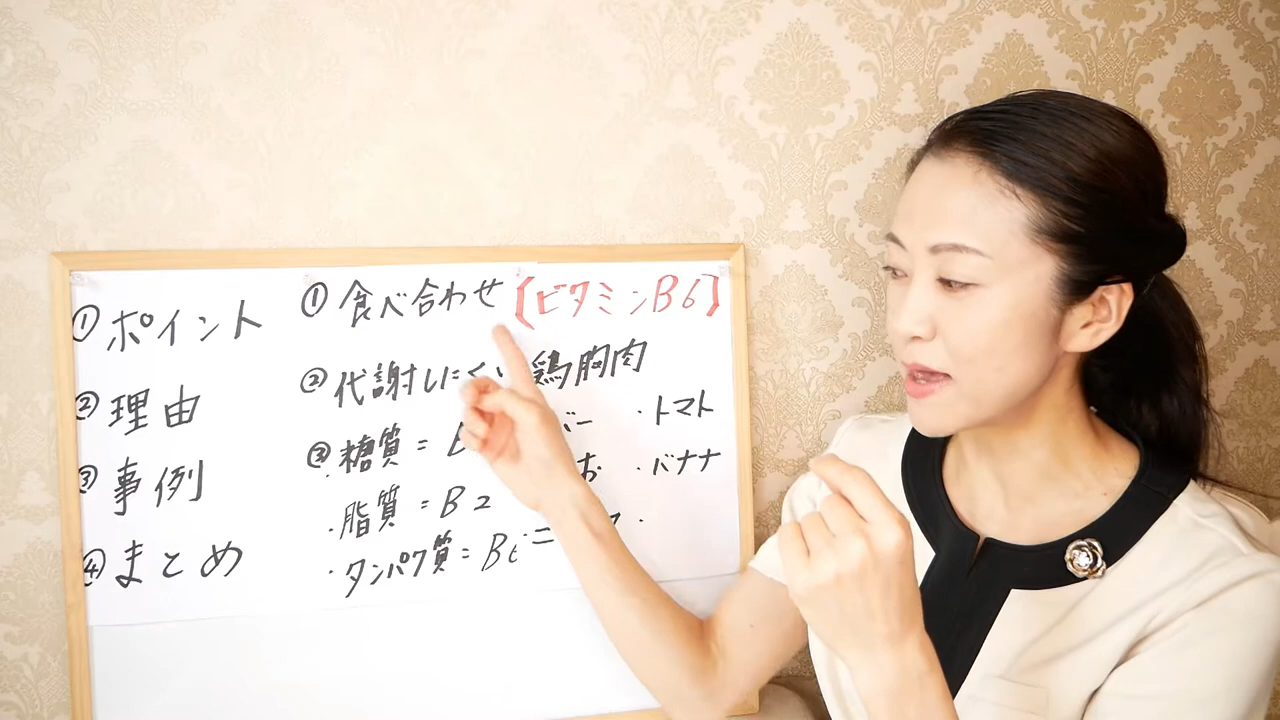 ①ポイント
②理由
③事例
④まとめ
①食べ合わせ【ビタミンB6】
②代謝しにくい鶏胸肉
③糖質=
・脂質=B2
・タンパク質=B6
・トマト
・バナナ